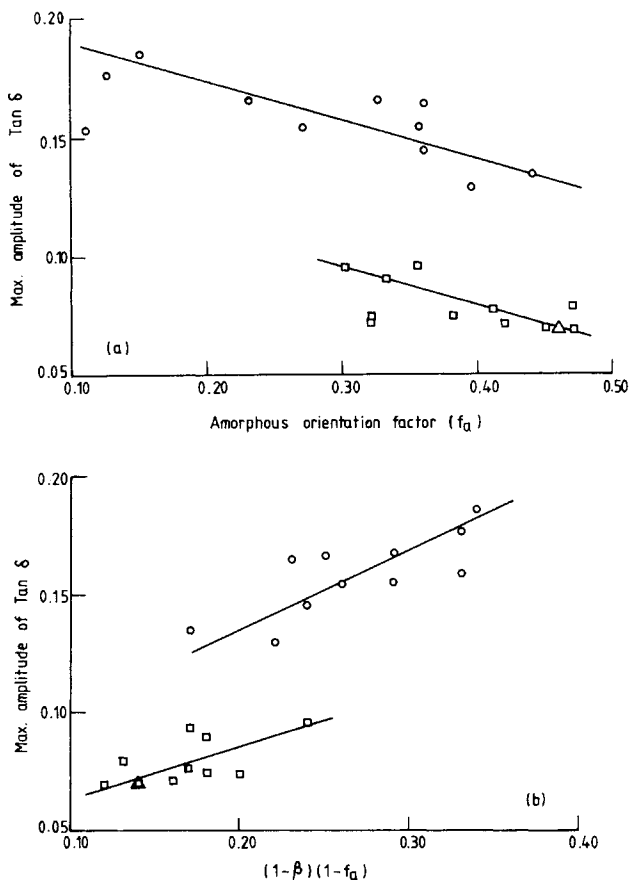 0.20
0.15
0.10
0.05
Max. amplitude of Tan δ
(a)
0.10 0.20 0.30 0.40 0.50
Amorphous orientation factor (fα)
0.20
0.15
0.10
0.05
Max. amplitude of Tan δ
(b)
0.10 0.20 0.30 0.40
(1-β)(1-fα)